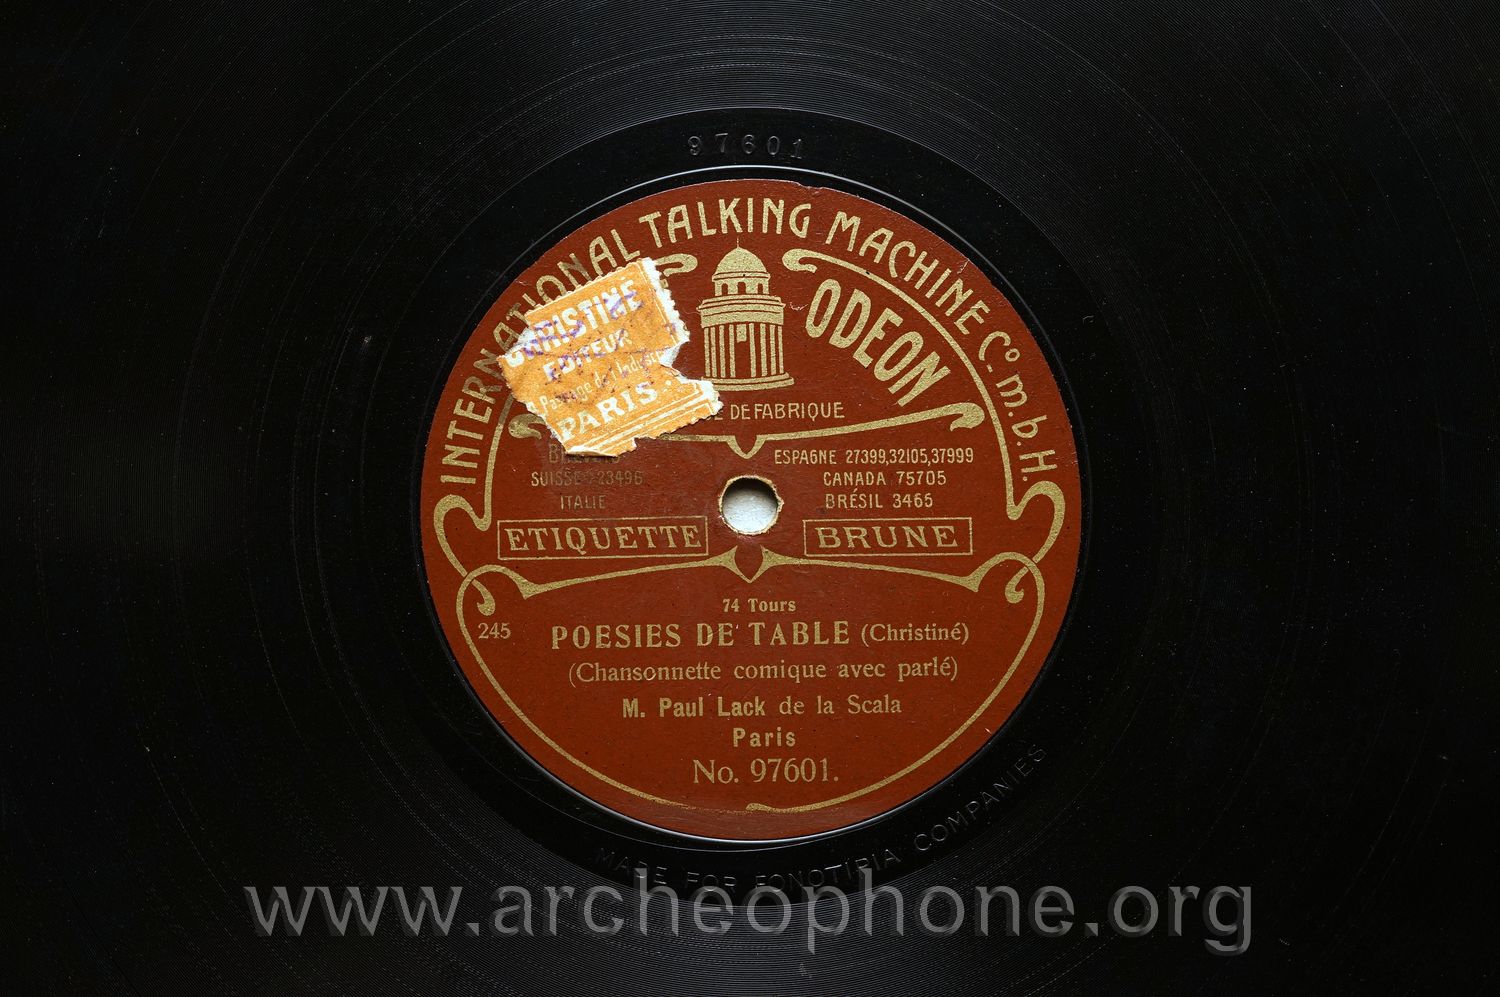 97601
INTERNATIONAL TALKING MACHINE Co. m. b. H.
ODEON
CHRISTINÉ
EDITEUR
PARIS
DE FABRIQUE
SUISSE 23496
ITALIE
ESPAGNE 27399,32105,37999
CANADA 75705
BRÉSIL 3465
ETIQUETTE BRUNE
74 Tours
245
POESIES DE TABLE (Christiné)
(Chansonnette comique avec parlé)
M. Paul Lack de la Scala
Paris
No. 97601.
MADE FOR FONOTIPIA COMPANIES
www.archeophone.org